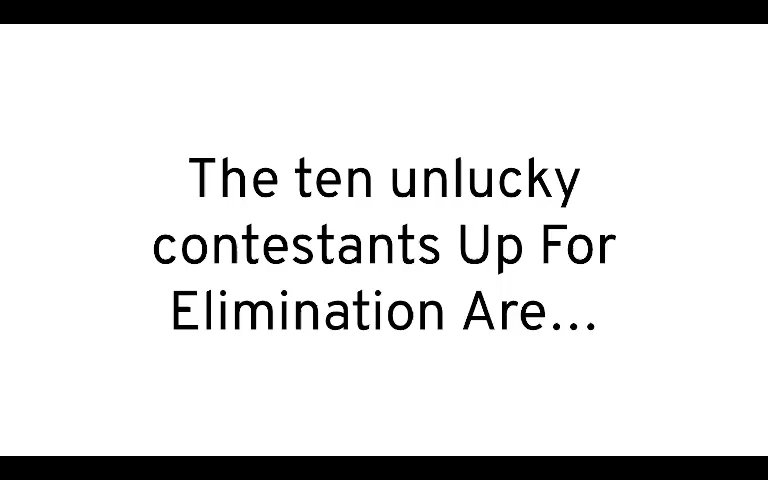 The ten unlucky
contestants Up For
Elimination Are...